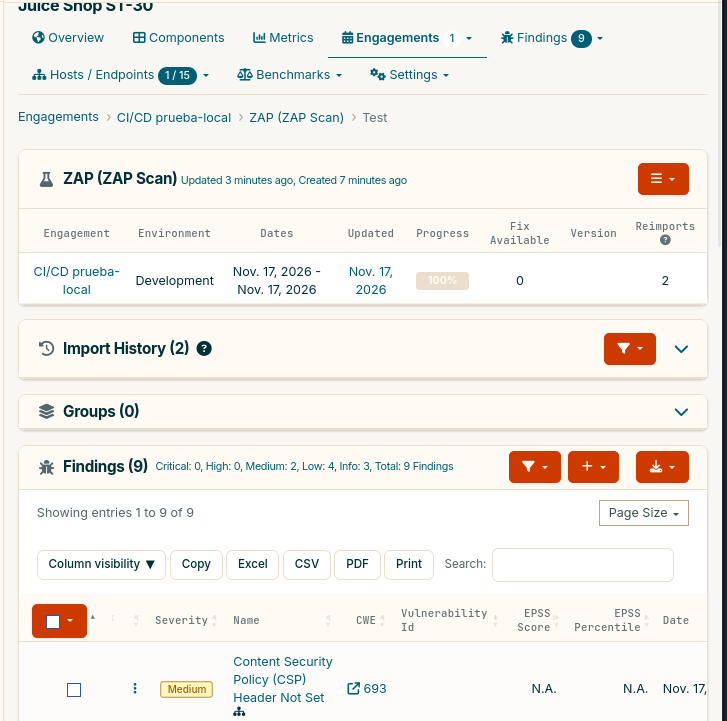 Juice Shop ST-30
Overview Components Metrics Engagements 1 Findings 9
Hosts / Endpoints 1 / 15 Benchmarks Settings
Engagements > CI/CD prueba-local > ZAP (ZAP Scan) > Test
ZAP (ZAP Scan) Updated 3 minutes ago, Created 7 minutes ago
Engagement Environment Dates Updated Progress Fix Available Version Reimports ?
CI/CD prueba-local Development Nov. 17, 2026 - Nov. 17, 2026 Nov. 17, 2026 100% 0 2
Import History (2) ?
Groups (0)
Findings (9) Critical: 0, High: 0, Medium: 2, Low: 4, Info: 3, Total: 9 Findings
Showing entries 1 to 9 of 9 Page Size
Column visibility ▼ Copy Excel CSV PDF Print Search:
Severity Name CWE Vulnerability Id EPSS Score EPSS Percentile Date
Medium Content Security Policy (CSP) Header Not Set 693 N.A. N.A. Nov. 17,